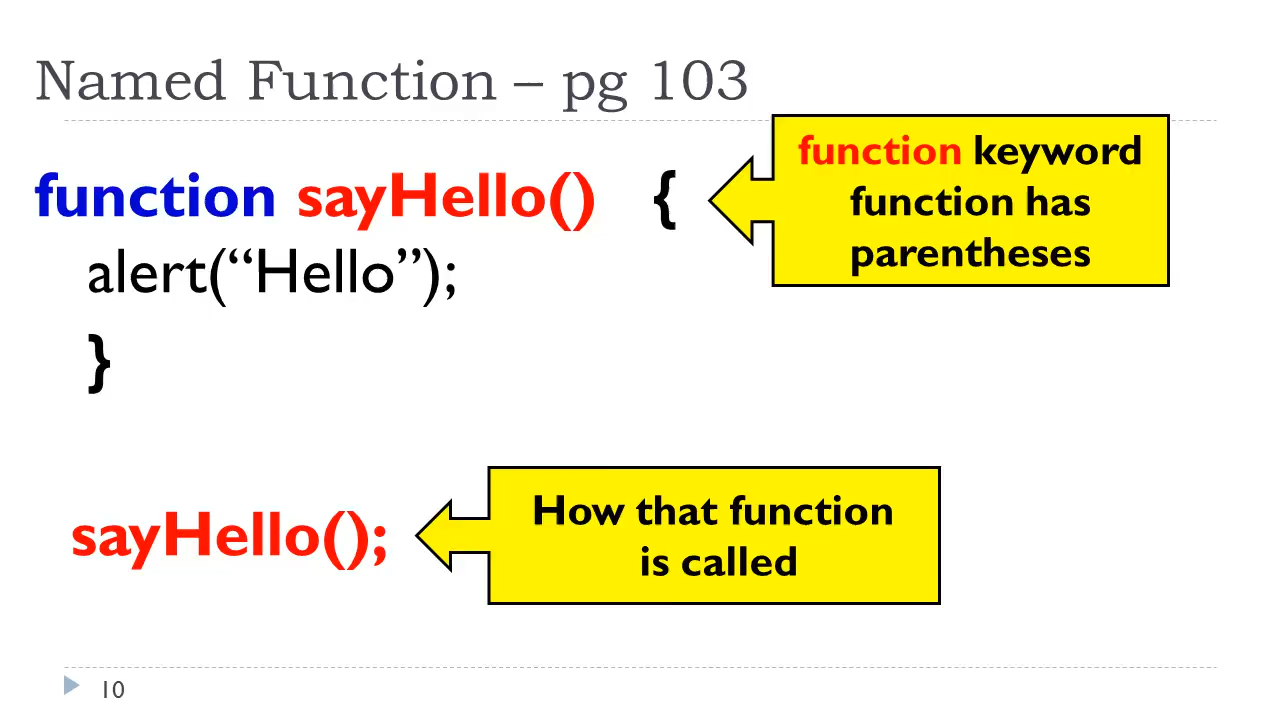 Named Function – pg 103
function sayHello() {
function keyword
function has
parentheses
alert(“Hello”);
}
sayHello();
How that function
is called
10